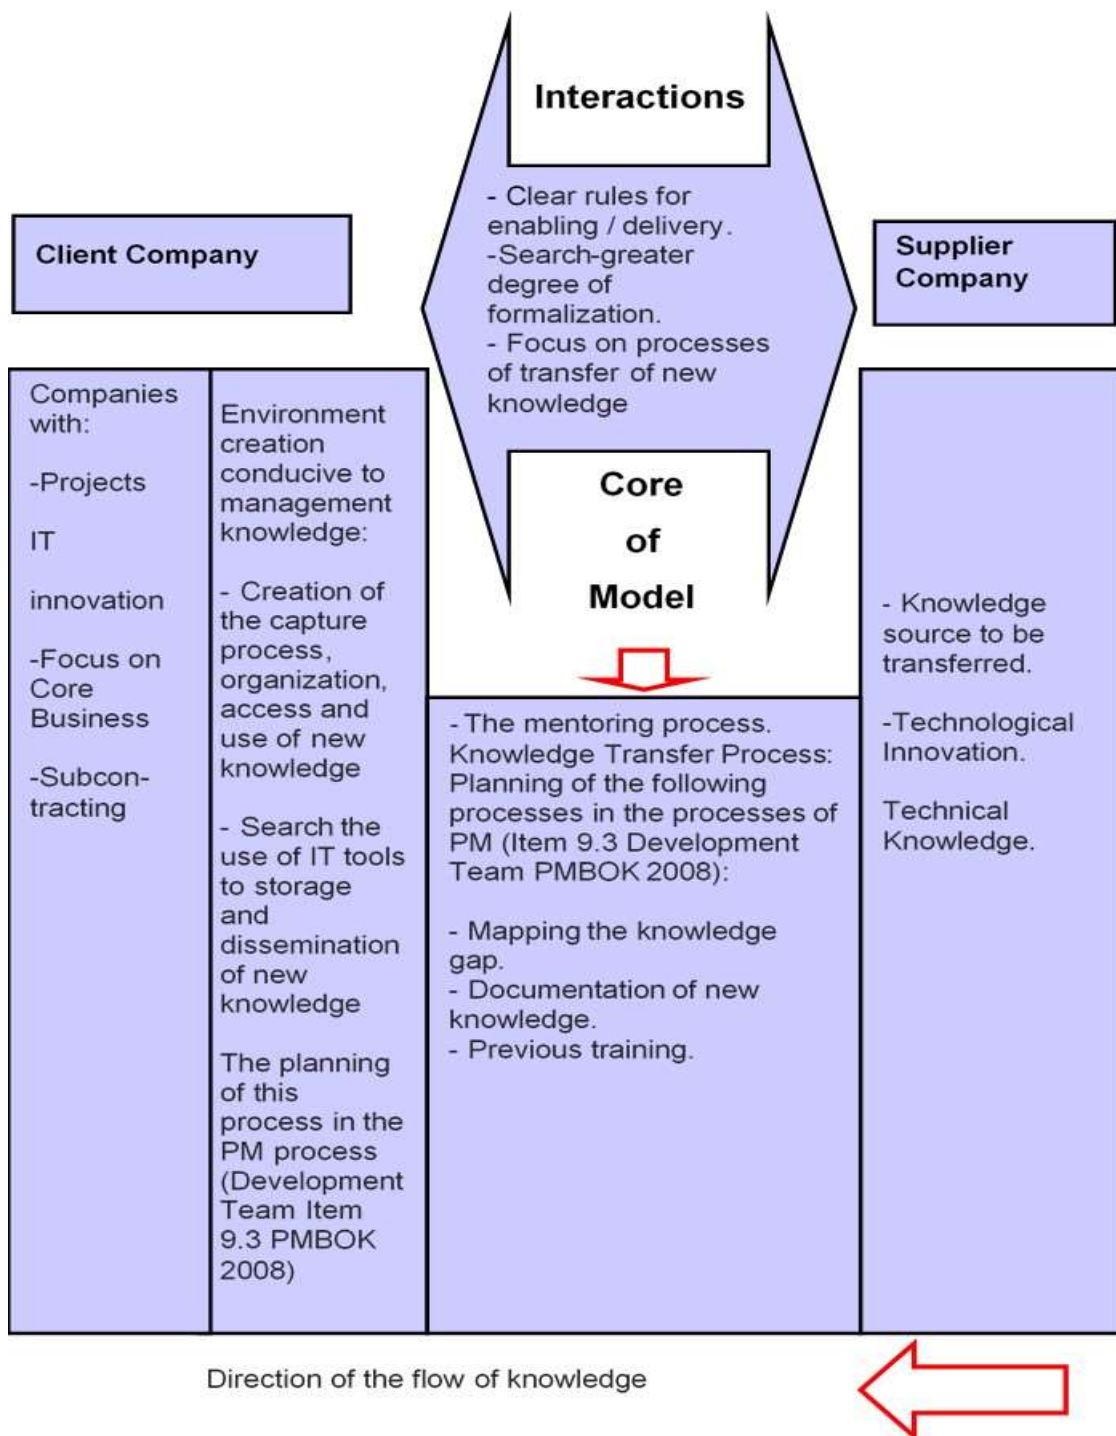 Interactions
- Clear rules for
enabling / delivery.
-Search-greater
degree of
formalization.
- Focus on processes
of transfer of new
knowledge
Client Company
Supplier
Company
Companies
with:
-Projects
IT
innovation
-Focus on
Core
Business
-Subcon-
tracting
Environment
creation
conducive to
management
knowledge:
- Creation of
the capture
process,
organization,
access and
use of new
knowledge
- Search the
use of IT tools
to storage
and
dissemination
of new
knowledge
The planning
of this
process in the
PM process
(Development
Team Item
9.3 PMBOK
2008)
Core
of
Model
- The mentoring process.
Knowledge Transfer Process:
Planning of the following
processes in the processes of
PM (Item 9.3 Development
Team PMBOK 2008):
- Mapping the knowledge
gap.
- Documentation of new
knowledge.
- Previous training.
- Knowledge
source to be
transferred.
-Technological
Innovation.
Technical
Knowledge.
Direction of the flow of knowledge